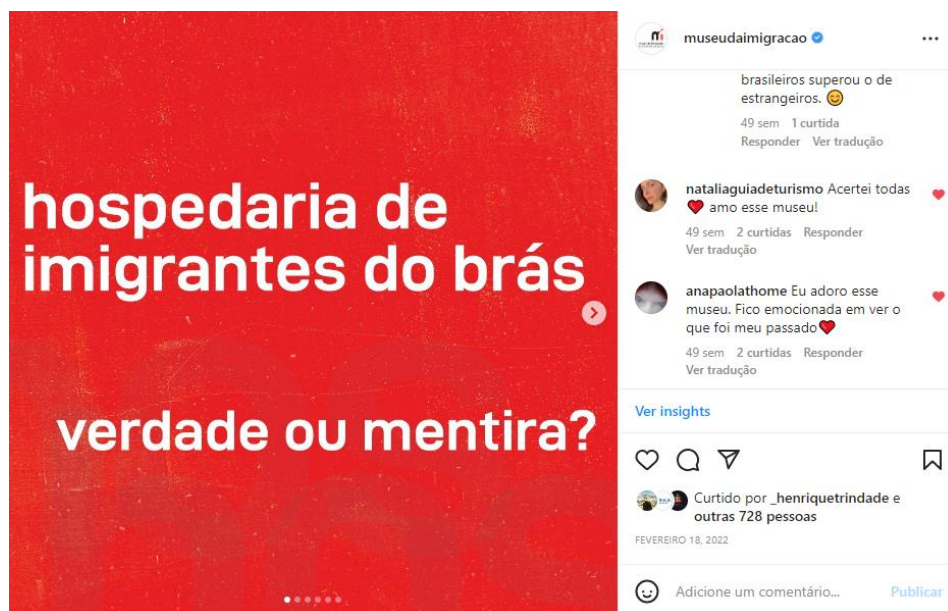 hospedaria de
imigrantes do brás
verdade ou mentira?
museudaimigracao
brasileiros superou o de
estrangeiros. 😊
49 sem 1 curtida
Responder Ver tradução
nataliaguiadeturismo Acertei todas
❤️ amo esse museu!
49 sem 2 curtidas Responder
Ver tradução
anapaolathome Eu adoro esse
museu. Fico emocionada em ver o
que foi meu passado❤️
49 sem 2 curtidas Responder
Ver tradução
Ver insights
Curtido por _henriquetrindade e
outras 728 pessoas
FEVEREIRO 18, 2022
Adicione um comentário... Publicar